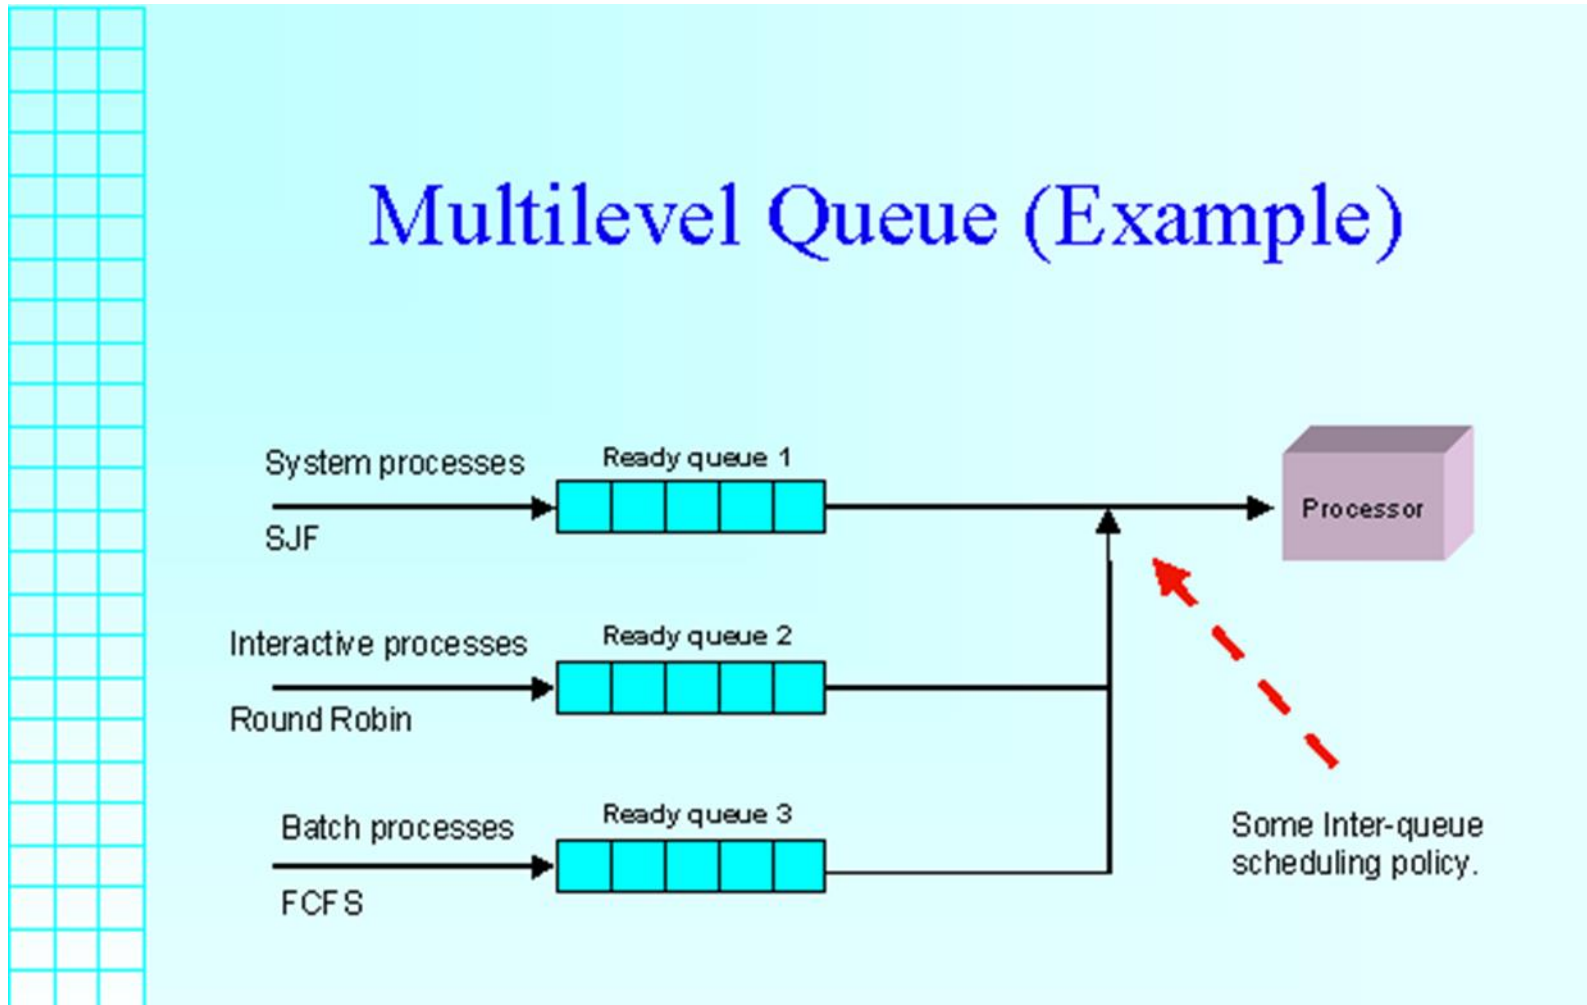 Multilevel Queue (Example)
System processes
SJF
Ready queue 1
Processor
Interactive processes
Round Robin
Ready queue 2
Batch processes
FCFS
Ready queue 3
Some Inter-queue
scheduling policy.